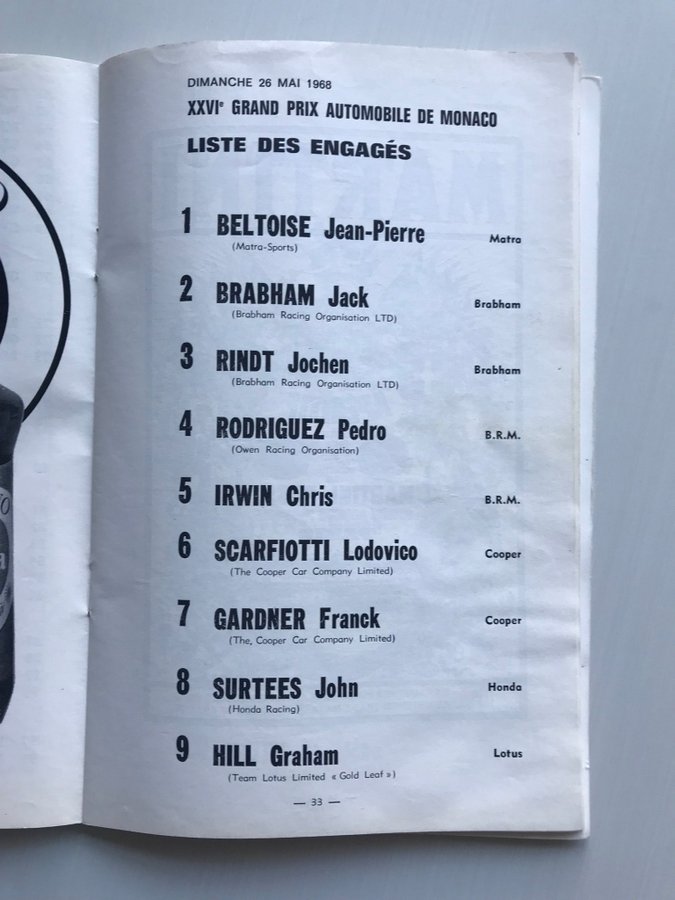 DIMANCHE 26 MAI 1968
XXVIe GRAND PRIX AUTOMOBILE DE MONACO
LISTE DES ENGAGÉS
1 BELTOISE Jean-Pierre Matra
(Matra-Sports)
2 BRABHAM Jack Brabham
(Brabham Racing Organisation LTD)
3 RINDT Jochen Brabham
(Brabham Racing Organisation LTD)
4 RODRIGUEZ Pedro B.R.M.
(Owen Racing Organisation)
5 IRWIN Chris B.R.M.
6 SCARFIOTTI Lodovico Cooper
(The Cooper Car Company Limited)
7 GARDNER Franck Cooper
(The, Cooper Car Company Limited)
8 SURTEES John Honda
(Honda Racing)
9 HILL Graham Lotus
(Team Lotus Limited « Gold Leaf »)
— 33 —